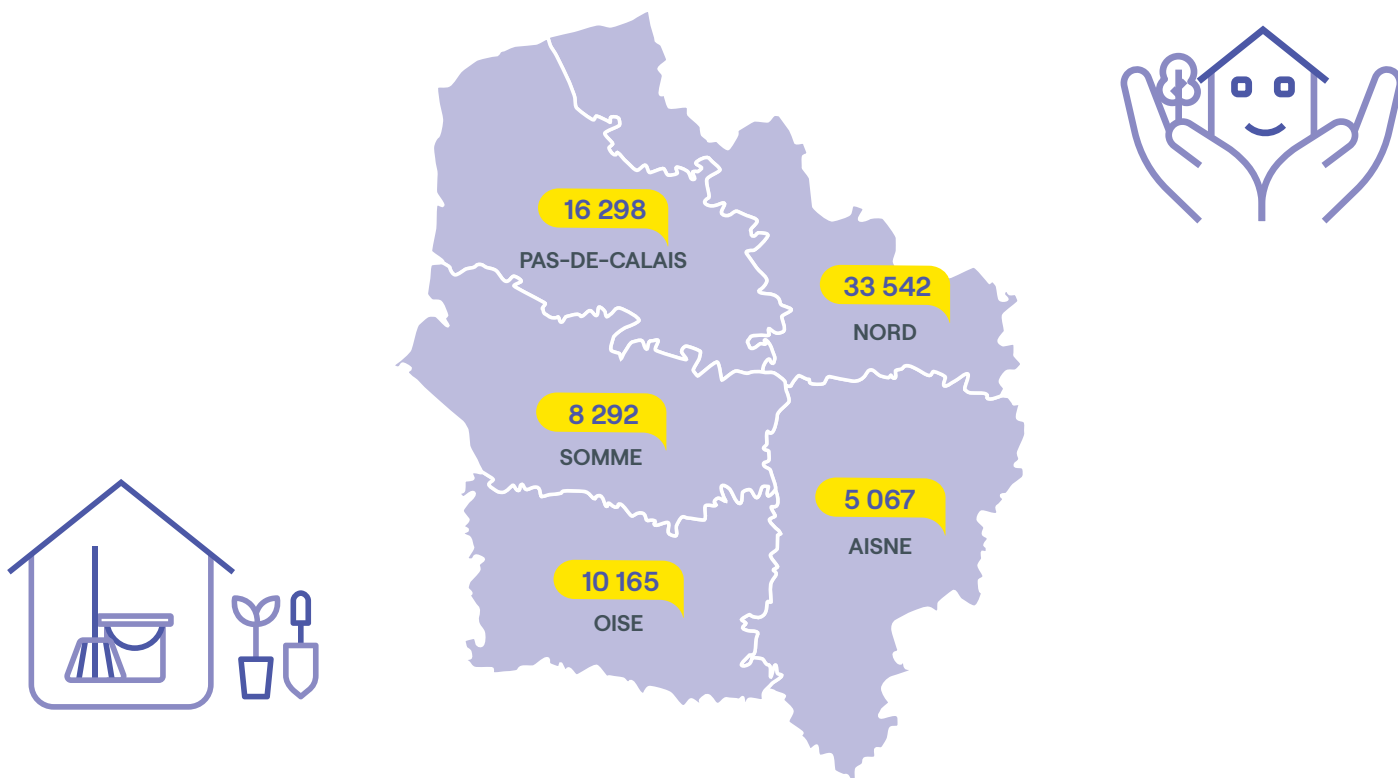 16 298
PAS-DE-CALAIS
33 542
NORD
8 292
SOMME
5 067
AISNE
10 165
OISE